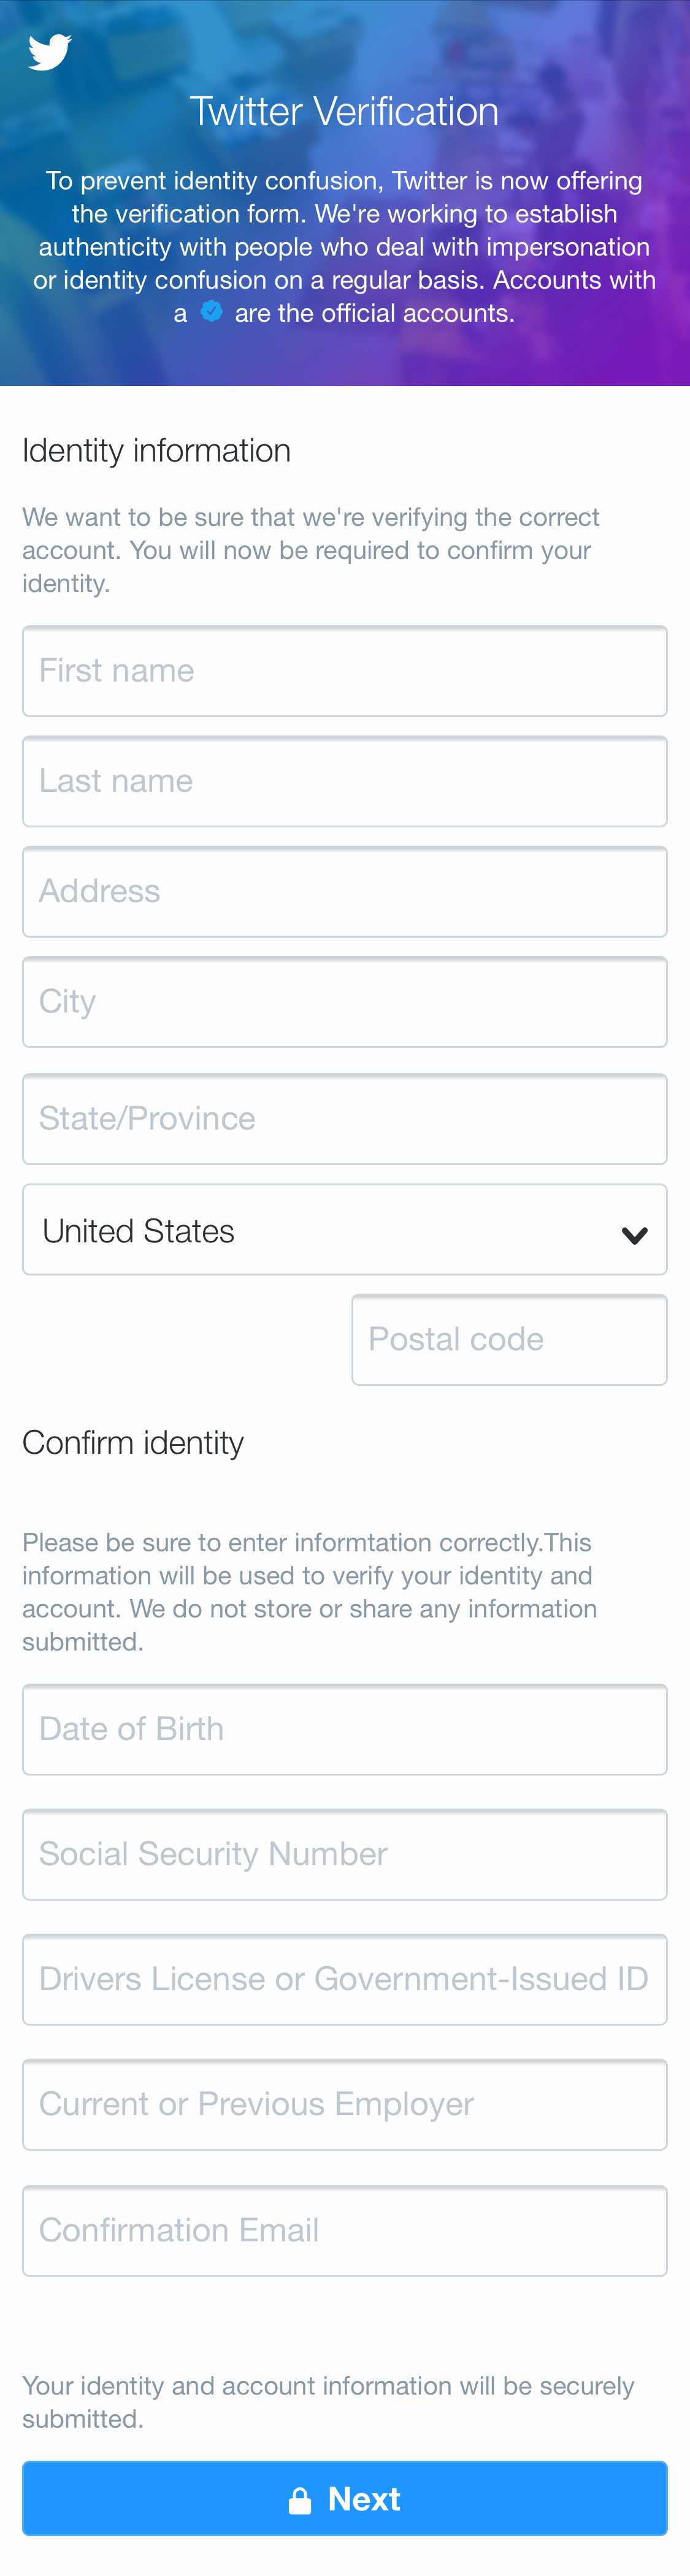 Twitter Verification
To prevent identity confusion, Twitter is now offering
the verification form. We're working to establish
authenticity with people who deal with impersonation
or identity confusion on a regular basis. Accounts with
a are the official accounts.
Identity information
We want to be sure that we're verifying the correct
account. You will now be required to confirm your
identity.
First name
Last name
Address
City
State/Province
United States
Postal code
Confirm identity
Please be sure to enter informtation correctly.This
information will be used to verify your identity and
account. We do not store or share any information
submitted.
Date of Birth
Social Security Number
Drivers License or Government-Issued ID
Current or Previous Employer
Confirmation Email
Your identity and account information will be securely
submitted.
Next